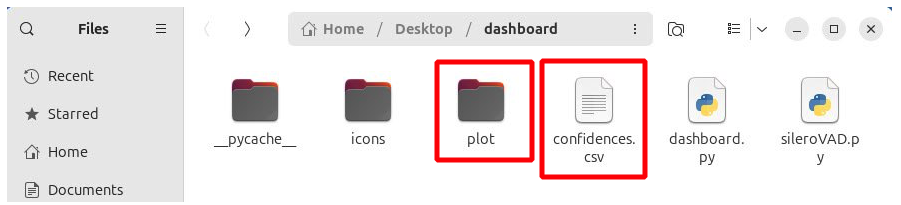 Files
Home / Desktop / dashboard
Recent
Starred
Home
Documents
__pycache__
icons
plot
confidences.
csv
dashboard.
py
sileroVAD.p
y